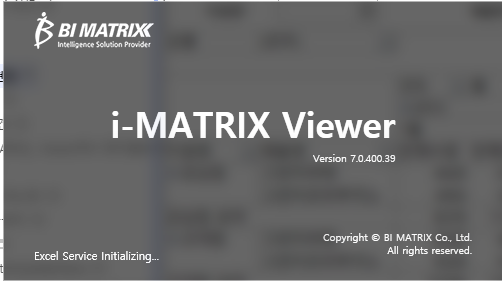 BI MATRIX
Intelligence Solution Provider
i-MATRIX Viewer
Version 7.0.400.39
Copyright © BI MATRIX Co., Ltd.
All rights reserved.
Excel Service Initializing...